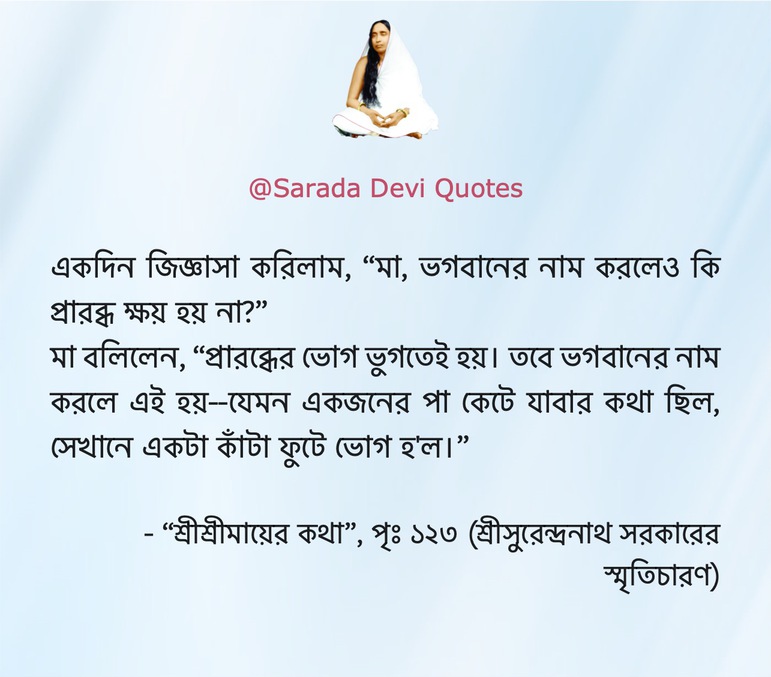 @Sarada Devi Quotes
একদিন জিজ্ঞাসা করিলাম, “মা, ভগবানের নাম করলেও কি
প্রারব্ধ ক্ষয় হয় না?”
মা বলিলেন, “প্রারব্ধের ভোগ ভুগতেই হয়। তবে ভগবানের নাম
করলে এই হয়--যেমন একজনের পা কেটে যাবার কথা ছিল,
সেখানে একটা কাঁটা ফুটে ভোগ হ'ল।”
- “শ্রীশ্রীমায়ের কথা”, পৃঃ ১২৩ (শ্রীসুরেন্দ্রনাথ সরকারের
স্মৃতিচারণ)